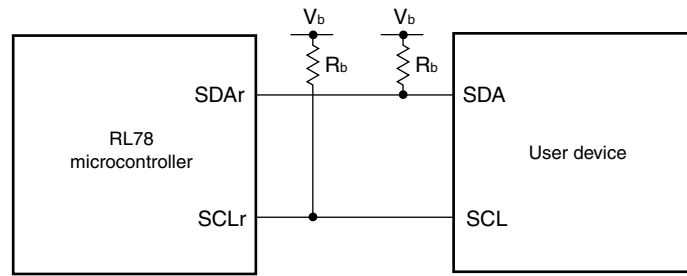 Vb Vb
Rb Rb
SDAr SDA
RL78
microcontroller
User device
SCLr SCL